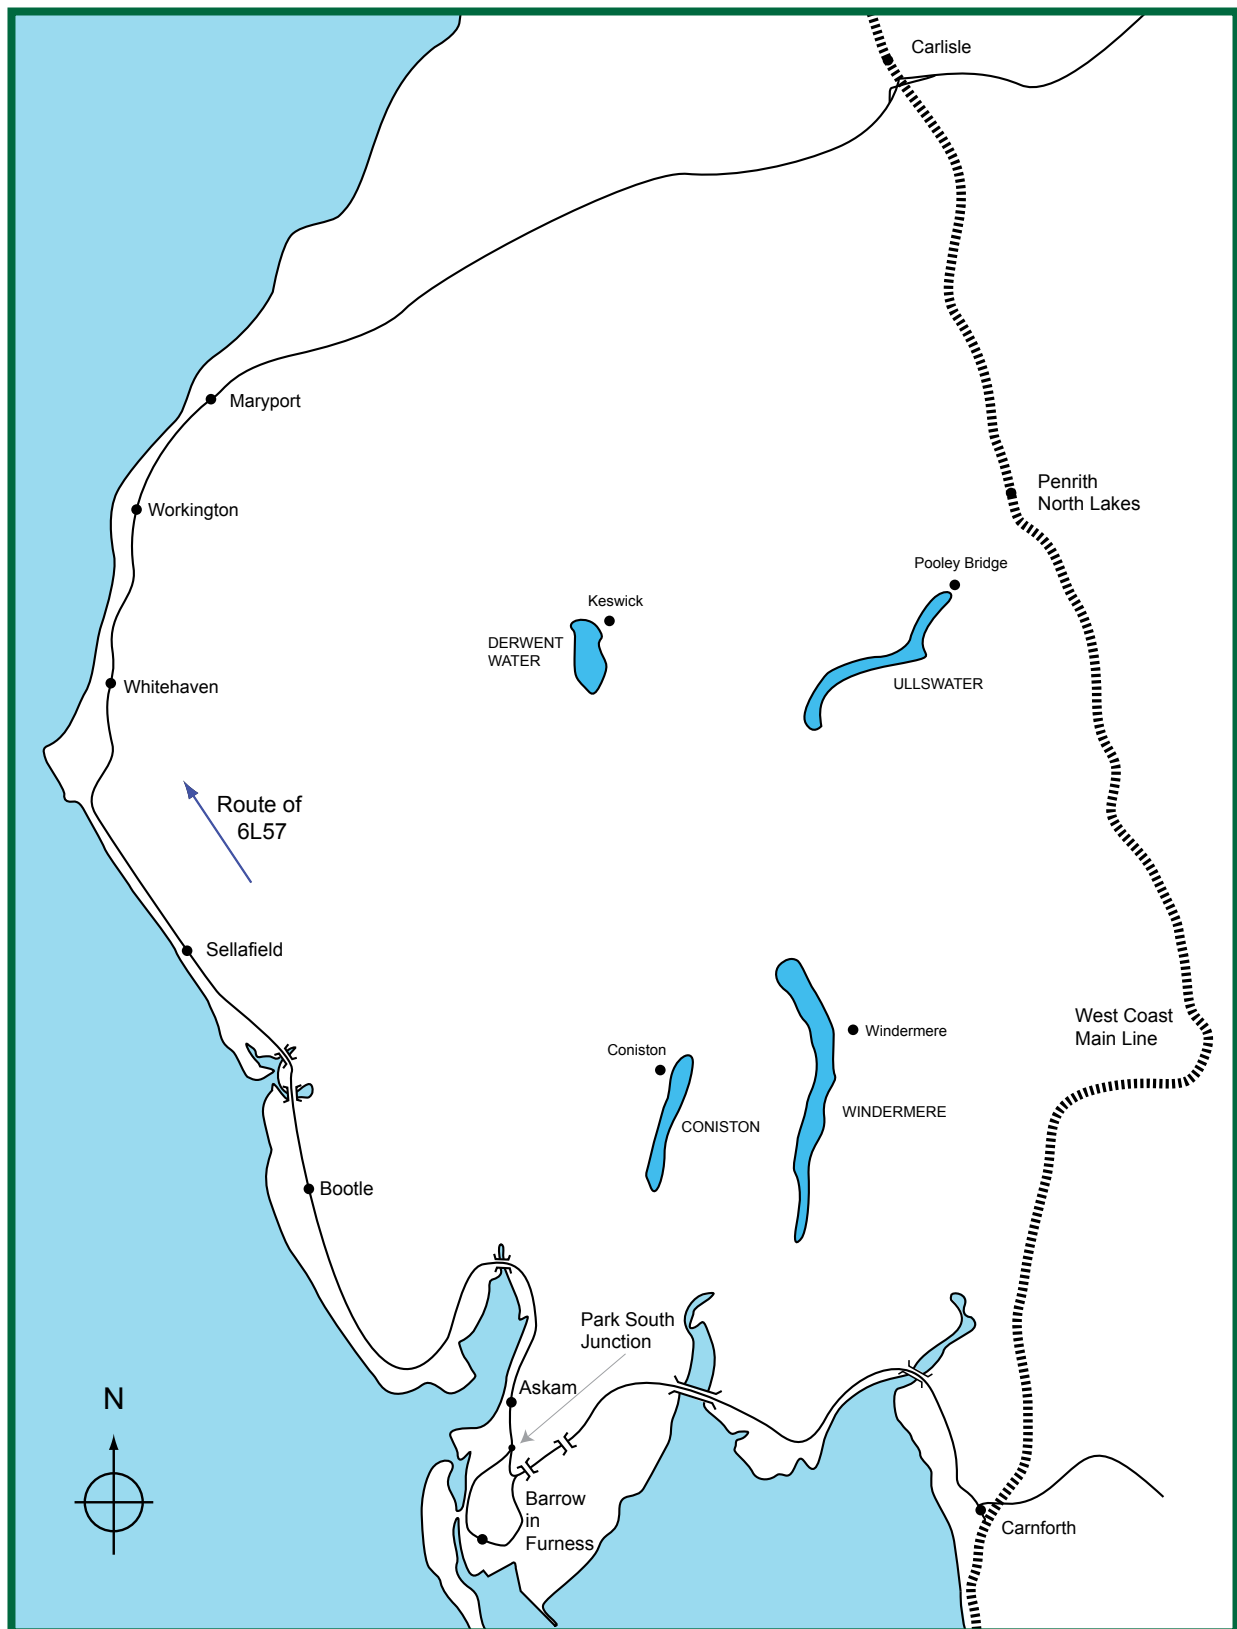 Carlisle
Maryport
Penrith
North Lakes
Workington
Pooley Bridge
Keswick
DERWENT
WATER
ULLSWATER
Whitehaven
Route of
6L57
Sellafield
West Coast
Main Line
Windermere
Coniston
WINDERMERE
CONISTON
Bootle
Park South
Junction
Askam
N
Barrow
in
Furness
Carnforth